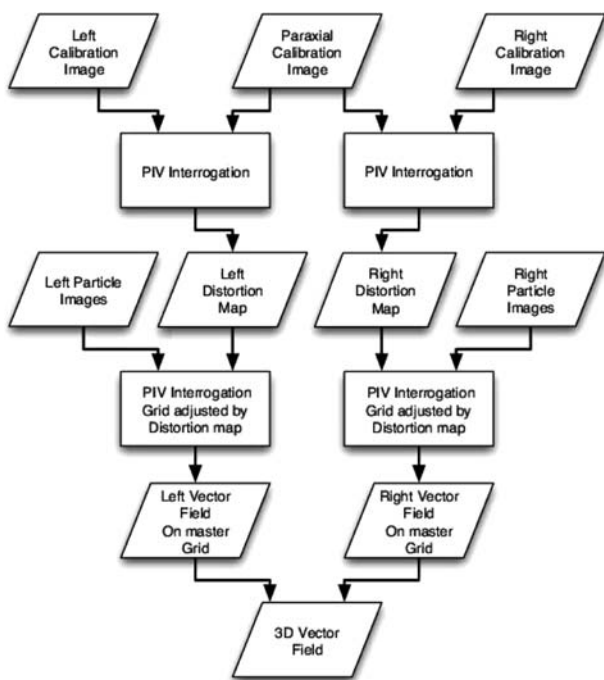 Left
Calibration
Image
Paraxial
Calibration
Image
Right
Calibration
Image
PIV Interrogation
PIV Interrogation
Left Particle
Images
Left
Distortion
Map
Right
Distortion
Map
Right
Particle
Images
PIV Interrogation
Grid adjusted by
Distortion map
PIV Interrogation
Grid adjusted by
Distortion map
Left Vector
Field
On master
Grid
Right Vector
Field
On master
Grid
3D Vector
Field